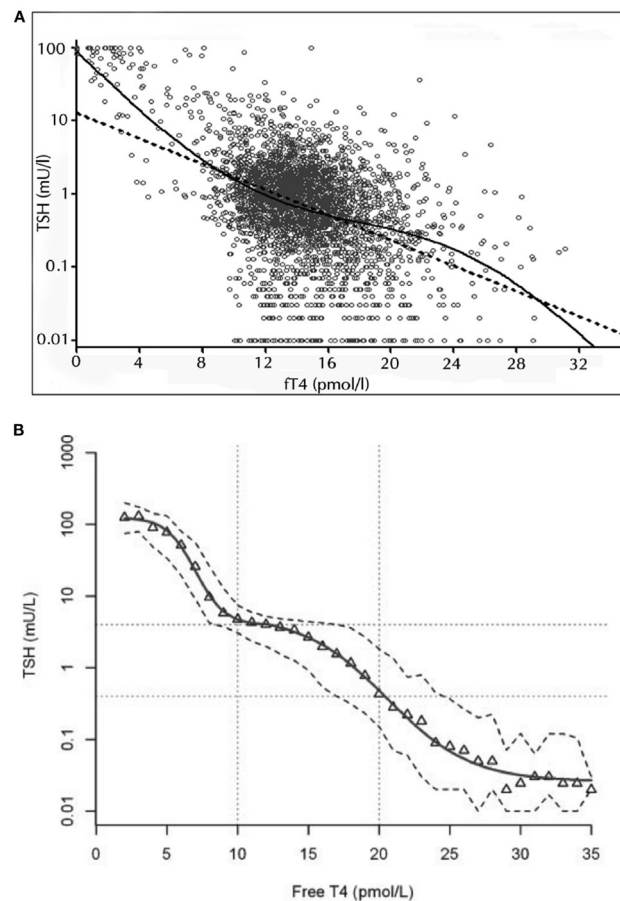 A
TSH (mU/l)
100
10
1
0.1
0.01
0 4 8 12 16 20 24 28 32
fT4 (pmol/l)
B
TSH (mU/L)
1000
100
10
1
0.1
0.01
0 5 10 15 20 25 30 35
Free T4 (pmol/L)